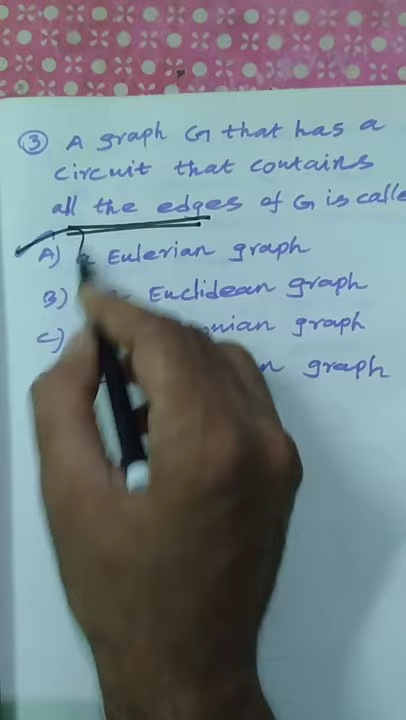 ③ A graph G that has a
circuit that contains
all the edges of G is calle
A) a Eulerian graph
B) Euclidean graph
C) graph
graph